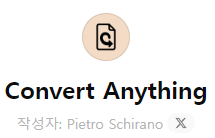 Convert Anything
작성자: Pietro Schirano X